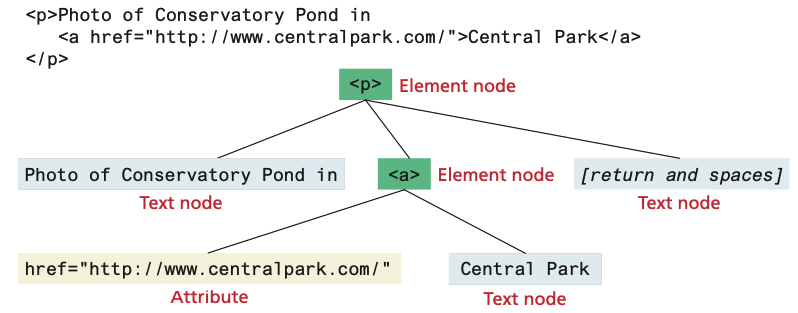 <p>Photo of Conservatory Pond in
   <a href="http://www.centralpark.com/">Central Park</a>
</p>
<p> Element node
Photo of Conservatory Pond in <a> Element node [return and spaces]
Text node Text node
href="http://www.centralpark.com/" Central Park
Attribute Text node